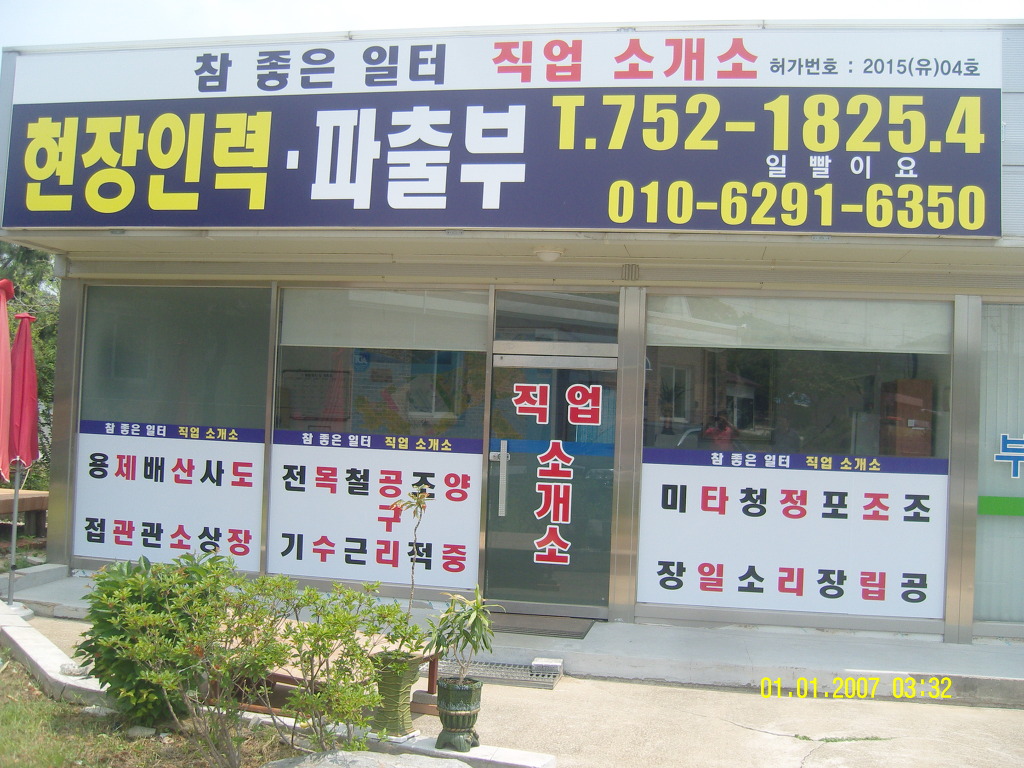 참 좋은 일터 직업 소개소 허가번호 : 2015(유)04호
현장인력·파출부
T.752-1825.4
일 빨 이 요
010-6291-6350
직 업
소
개
소
참 좋은 일터 직업 소개소
용 제 배 산 사 도
접 관 관 소 상 장
참 좋은 일터 직업 소개소
전 목 철 공 조 양
구
기 수 근 리 적 중
참 좋은 일터 직업 소개소
미 타 청 정 포 조 조
장 일 소 리 장 립 공
부
01.01.2007 03:32